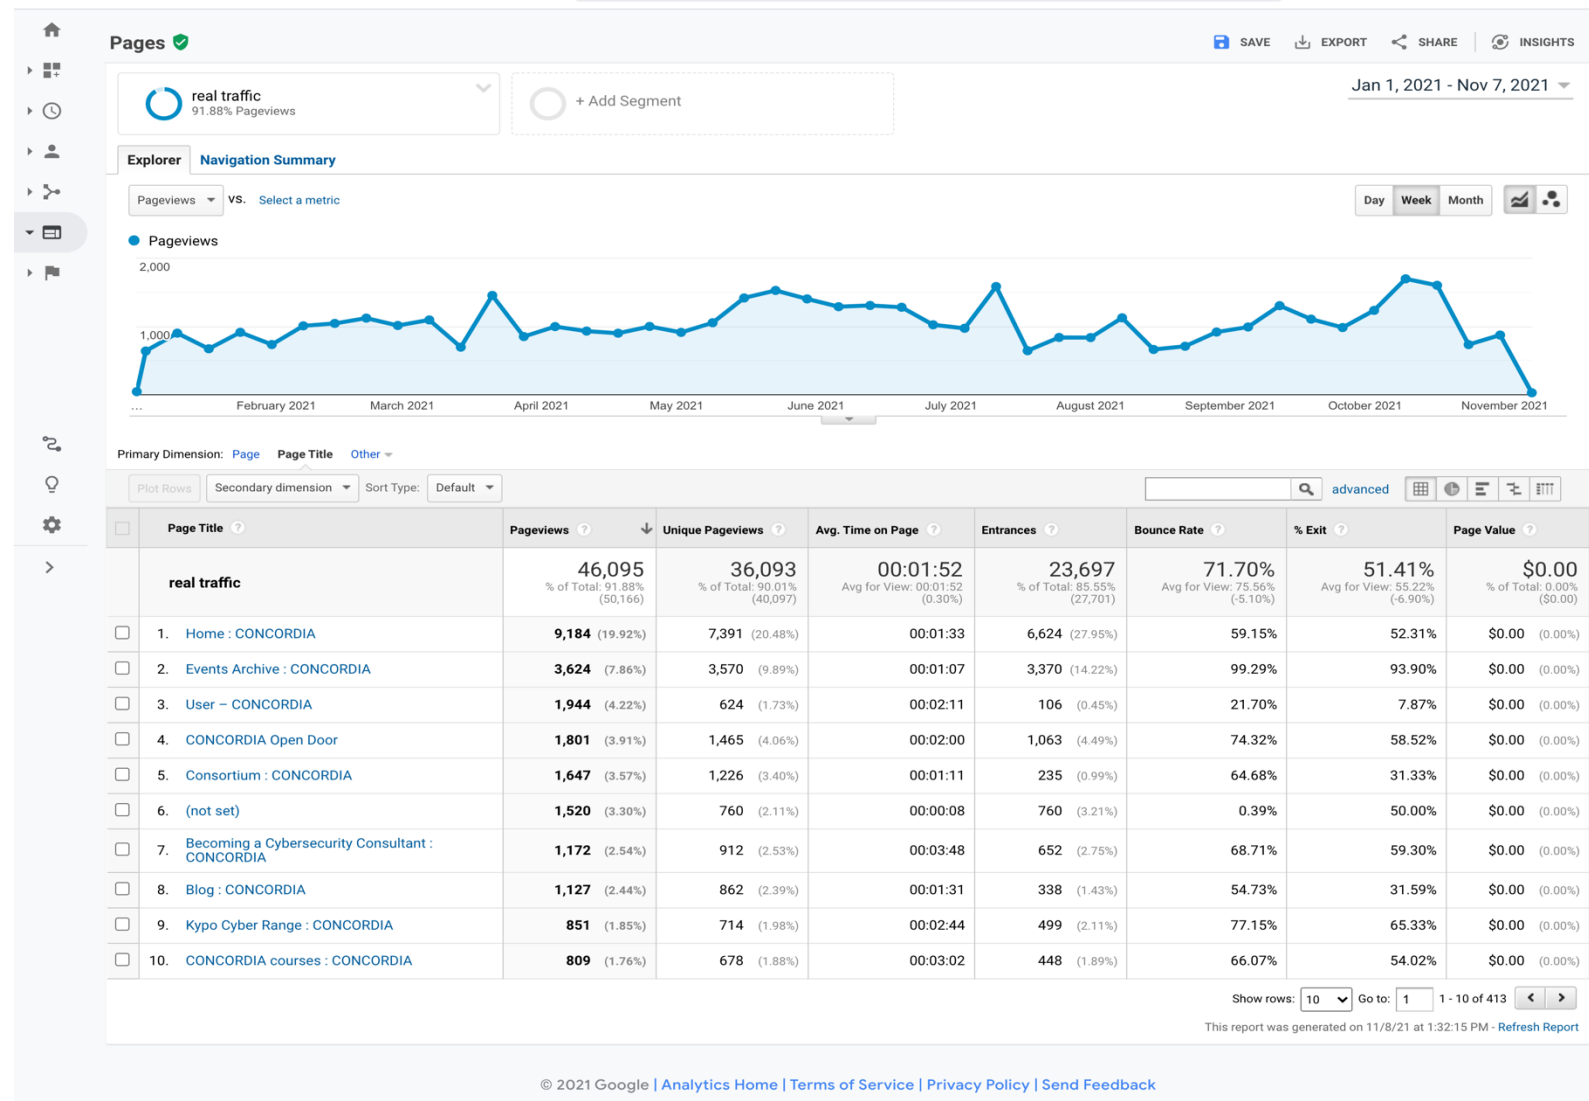 Pages
SAVE EXPORT SHARE INSIGHTS
real traffic
91.88% Pageviews
+ Add Segment
Jan 1, 2021 - Nov 7, 2021
Explorer Navigation Summary
Pageviews VS. Select a metric
Day Week Month
Pageviews
2,000
1,000
... February 2021 March 2021 April 2021 May 2021 June 2021 July 2021 August 2021 September 2021 October 2021 November 2021
Primary Dimension: Page Page Title Other
Plot Rows Secondary dimension Sort Type: Default advanced
Page Title ? Pageviews ? Unique Pageviews ? Avg. Time on Page ? Entrances ? Bounce Rate ? % Exit ? Page Value ?
real traffic 46,095 36,093 00:01:52 23,697 71.70% 51.41% $0.00
% of Total: 91.88% % of Total: 90.01% Avg for View: 00:01:52 % of Total: 85.55% Avg for View: 75.56% Avg for View: 55.22% % of Total: 0.00%
(50,166) (40,097) (0.30%) (27,701) (-5.10%) (-6.90%) ($0.00)
1. Home : CONCORDIA 9,184 (19.92%) 7,391 (20.48%) 00:01:33 6,624 (27.95%) 59.15% 52.31% $0.00 (0.00%)
2. Events Archive : CONCORDIA 3,624 (7.86%) 3,570 (9.89%) 00:01:07 3,370 (14.22%) 99.29% 93.90% $0.00 (0.00%)
3. User – CONCORDIA 1,944 (4.22%) 624 (1.73%) 00:02:11 106 (0.45%) 21.70% 7.87% $0.00 (0.00%)
4. CONCORDIA Open Door 1,801 (3.91%) 1,465 (4.06%) 00:02:00 1,063 (4.49%) 74.32% 58.52% $0.00 (0.00%)
5. Consortium : CONCORDIA 1,647 (3.57%) 1,226 (3.40%) 00:01:11 235 (0.99%) 64.68% 31.33% $0.00 (0.00%)
6. (not set) 1,520 (3.30%) 760 (2.11%) 00:00:08 760 (3.21%) 0.39% 50.00% $0.00 (0.00%)
7. Becoming a Cybersecurity Consultant :
CONCORDIA 1,172 (2.54%) 912 (2.53%) 00:03:48 652 (2.75%) 68.71% 59.30% $0.00 (0.00%)
8. Blog : CONCORDIA 1,127 (2.44%) 862 (2.39%) 00:01:31 338 (1.43%) 54.73% 31.59% $0.00 (0.00%)
9. Kypo Cyber Range : CONCORDIA 851 (1.85%) 714 (1.98%) 00:02:44 499 (2.11%) 77.15% 65.33% $0.00 (0.00%)
10. CONCORDIA courses : CONCORDIA 809 (1.76%) 678 (1.88%) 00:03:02 448 (1.89%) 66.07% 54.02% $0.00 (0.00%)
Show rows: 10 Go to: 1 1 - 10 of 413
This report was generated on 11/8/21 at 1:32:15 PM - Refresh Report
© 2021 Google | Analytics Home | Terms of Service | Privacy Policy | Send Feedback